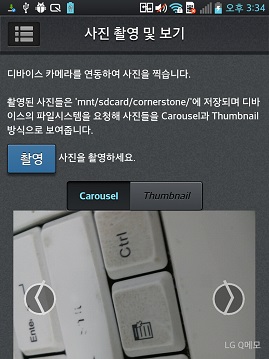 오후 3:34
사진 촬영 및 보기
디바이스 카메라를 연동하여 사진을 찍습니다.
촬영된 사진들은 'mnt/sdcard/cornerstone/'에 저장되며 디바
이스의 파일시스템을 요청해 사진들을 Carousel과 Thumbnail
방식으로 보여줍니다.
촬영 사진을 촬영하세요.
Carousel Thumbnail
Ctrl
Ente
LG Q메모